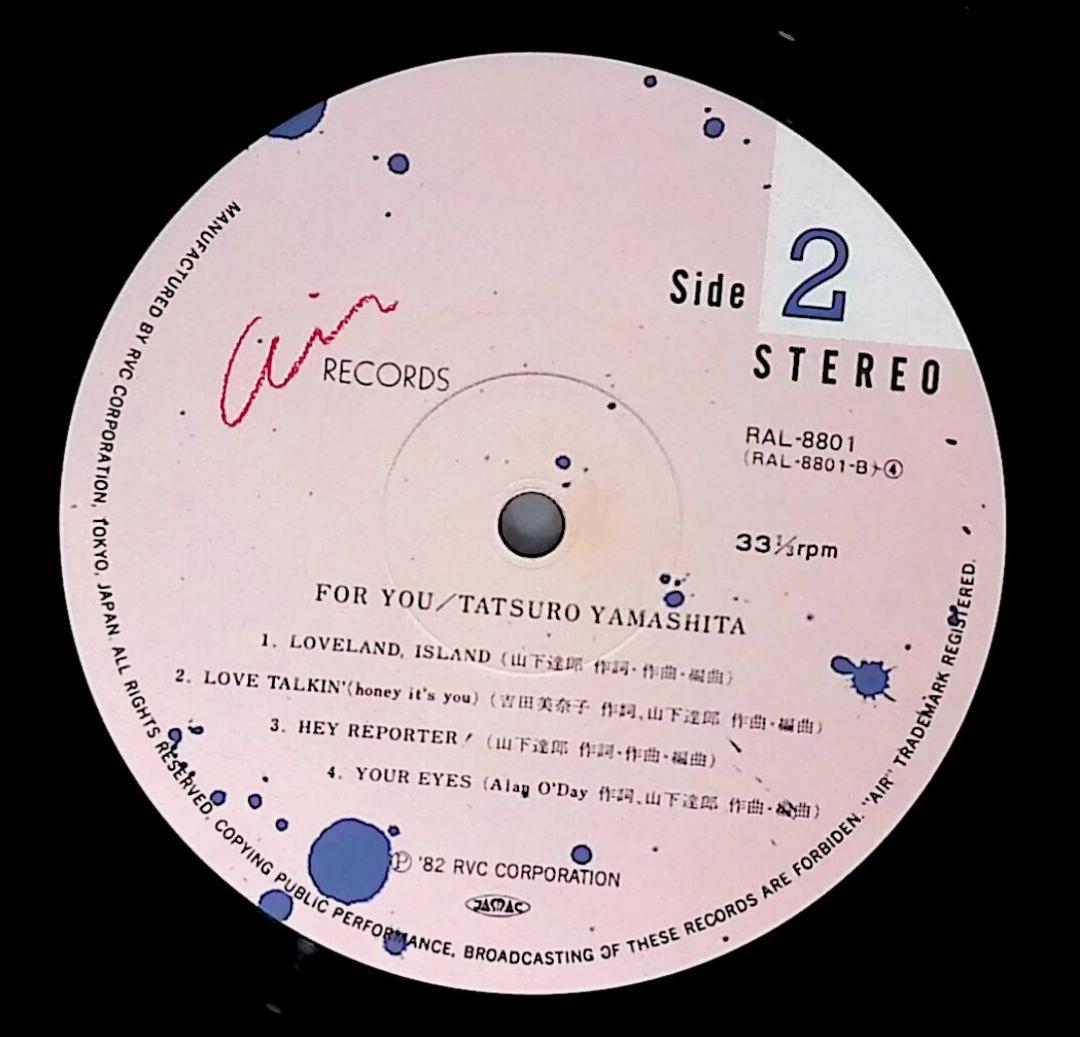 air
RECORDS
Side 2
STEREO
RAL-8801
(RAL-8801-B)-④
33⅓rpm
FOR YOU/TATSURO YAMASHITA
1. LOVELAND, ISLAND (山下達郎 作詞・作曲・編曲)
2. LOVE TALKIN'(honey it's you) (吉田美奈子 作詞、山下達郎 作曲・編曲)
3. HEY REPORTER! (山下達郎 作詞・作曲・編曲)
4. YOUR EYES (Alan O'Day 作詞、山下達郎 作曲・編曲)
Ⓟ '82 RVC CORPORATION
JASRAC
MANUFACTURED BY RVC CORPORATION, TOKYO, JAPAN. ALL RIGHTS RESERVED. COPYING PUBLIC PERFORMANCE, BROADCASTING OF THESE RECORDS ARE FORBIDEN. "AIR" TRADEMARK REGISTERED.